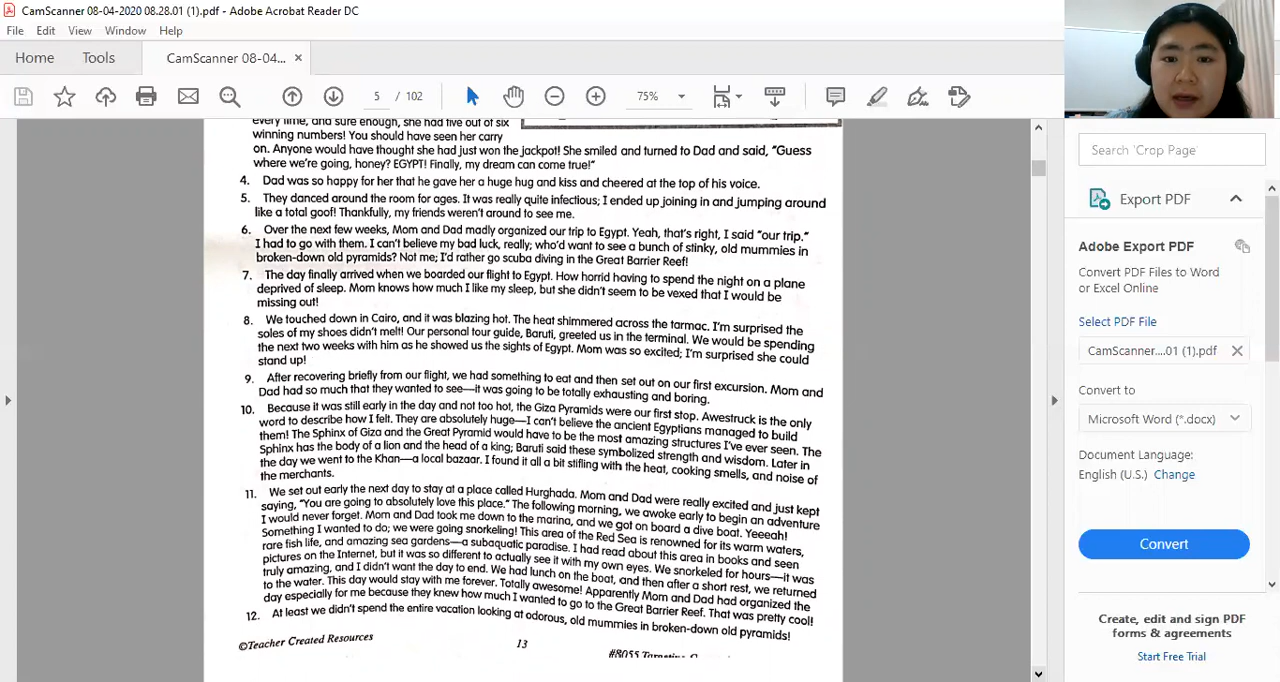 CamScanner 08-04-2020 08.28.01 (1).pdf - Adobe Acrobat Reader DC
File Edit View Window Help
Home Tools CamScanner 08-04... ×
5 / 102 75%
every time, and sure enough, she had five out of six
winning numbers! You should have seen her carry
on. Anyone would have thought she had just won the jackpot! She smiled and turned to Dad and said, "Guess
where we're going, honey? EGYPT! Finally, my dream can come true!"
4. Dad was so happy for her that he gave her a huge hug and kiss and cheered at the top of his voice.
5. They danced around the room for ages. It was really quite infectious; I ended up joining in and jumping around
like a total goof! Thankfully, my friends weren't around to see me.
6. Over the next few weeks, Mom and Dad madly organized our trip to Egypt. Yeah, that's right, I said "our trip."
I had to go with them. I can't believe my bad luck, really; who'd want to see a bunch of stinky, old mummies in
broken-down old pyramids? Not me; I'd rather go scuba diving in the Great Barrier Reef!
7. The day finally arrived when we boarded our flight to Egypt. How horrid having to spend the night on a plane
deprived of sleep. Mom knows how much I like my sleep, but she didn't seem to be vexed that I would be
missing out!
8. We touched down in Cairo, and it was blazing hot. The heat shimmered across the tarmac. I'm surprised the
soles of my shoes didn't melt! Our personal tour guide, Baruti, greeted us in the terminal. We would be spending
the next two weeks with him as he showed us the sights of Egypt. Mom was so excited; I'm surprised she could
stand up!
9. After recovering briefly from our flight, we had something to eat and then set out on our first excursion. Mom and
Dad had so much that they wanted to see—it was going to be totally exhausting and boring.
10. Because it was still early in the day and not too hot, the Giza Pyramids were our first stop. Awestruck is the only
word to describe how I felt. They are absolutely huge—I can't believe the ancient Egyptians managed to build
them! The Sphinx of Giza and the Great Pyramid would have to be the most amazing structures I've ever seen. The
Sphinx has the body of a lion and the head of a king; Baruti said these symbolized strength and wisdom. Later in
the day we went to the Khan—a local bazaar. I found it all a bit stifling with the heat, cooking smells, and noise of
the merchants.
11. We set out early the next day to stay at a place called Hurghada. Mom and Dad were really excited and just kept
saying, "You are going to absolutely love this place." The following morning, we awoke early to begin an adventure
I would never forget. Mom and Dad took me down to the marina, and we got on board a dive boat. Yeeeah!
Something I wanted to do; we were going snorkeling! This area of the Red Sea is renowned for its warm waters,
rare fish life, and amazing sea gardens—a subaquatic paradise. I had read about this area in books and seen
pictures on the Internet, but it was so different to actually see it with my own eyes. We snorkeled for hours—it was
truly amazing, and I didn't want the day to end. We had lunch on the boat, and then after a short rest, we returned
to the water. This day would stay with me forever. Totally awesome! Apparently Mom and Dad had organized the
day especially for me because they knew how much I wanted to go to the Great Barrier Reef. That was pretty cool!
12. At least we didn't spend the entire vacation looking at odorous, old mummies in broken-down old pyramids!
©Teacher Created Resources 13 #8055
Search 'Crop Page'
Export PDF
Adobe Export PDF
Convert PDF Files to Word
or Excel Online
Select PDF File
CamScanner....01 (1).pdf ×
Convert to
Microsoft Word (*.docx)
Document Language:
English (U.S.) Change
Convert
Create, edit and sign PDF
forms & agreements
Start Free Trial